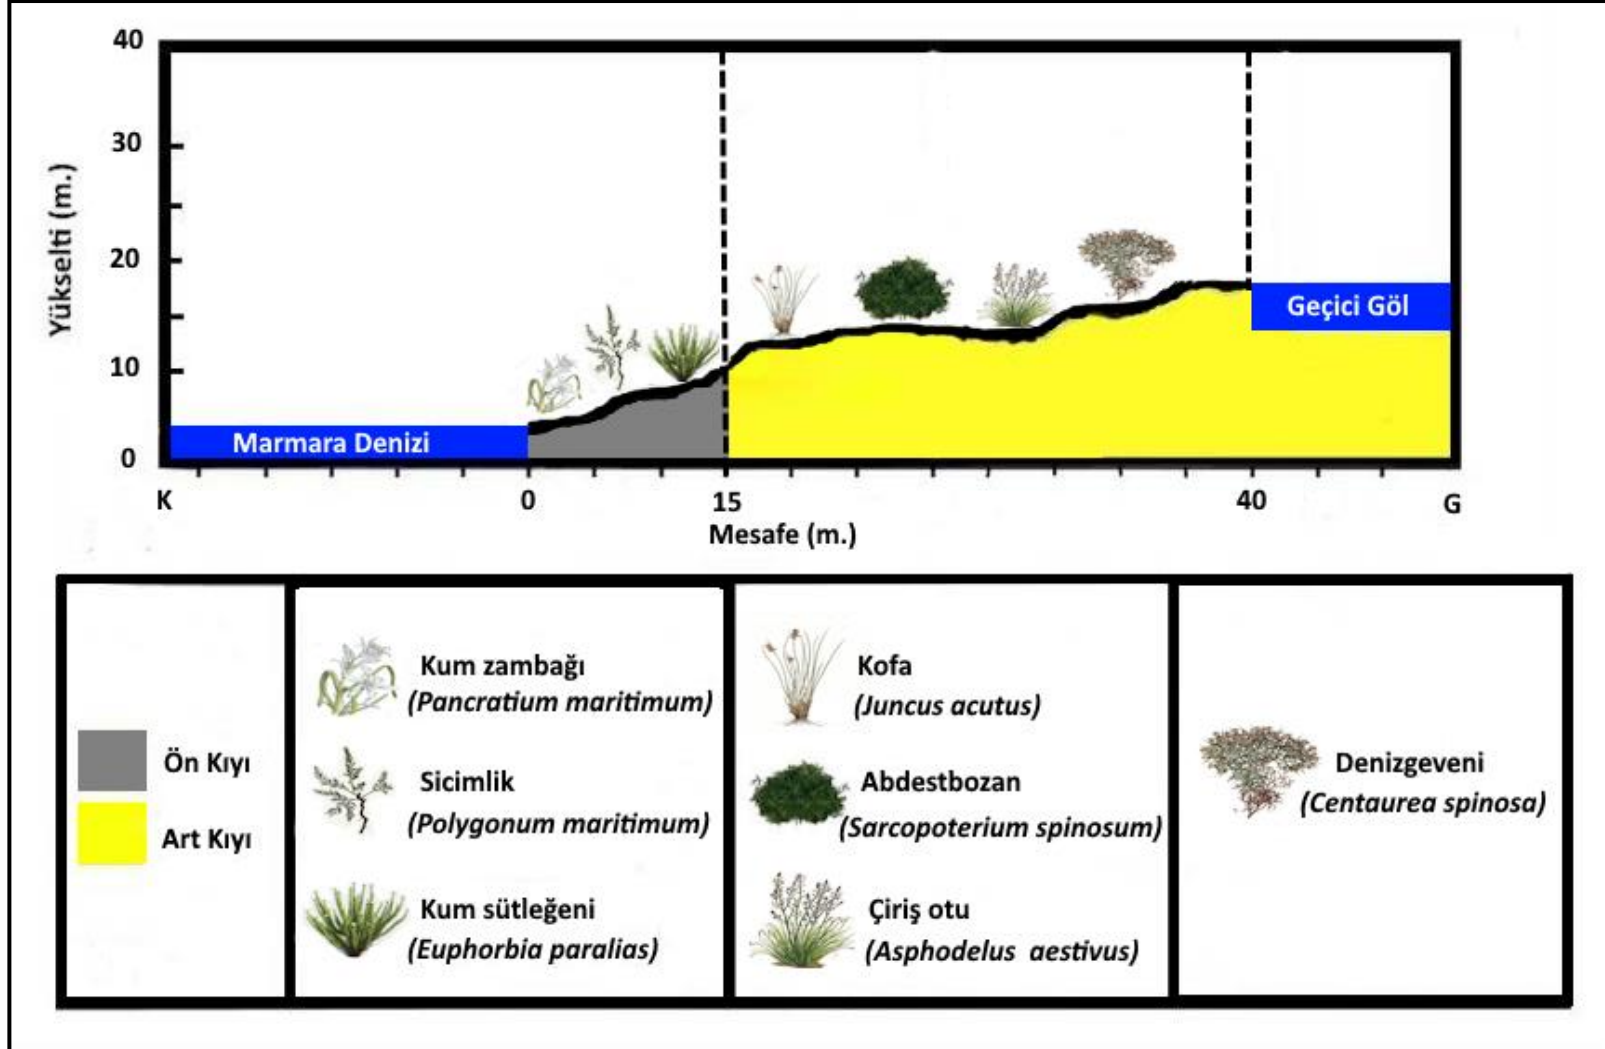 40
30
20
10
0
Yükselti (m.)
Marmara Denizi
Geçici Göl
K
0
15
40
G
Mesafe (m.)
Ön Kıyı
Art Kıyı
Kum zambağı
(Pancratium maritimum)
Sicimlik
(Polygonum maritimum)
Kum sütleğeni
(Euphorbia paralias)
Kofa
(Juncus acutus)
Abdestbozan
(Sarcopoterium spinosum)
Çiriş otu
(Asphodelus aestivus)
Denizgeveni
(Centaurea spinosa)